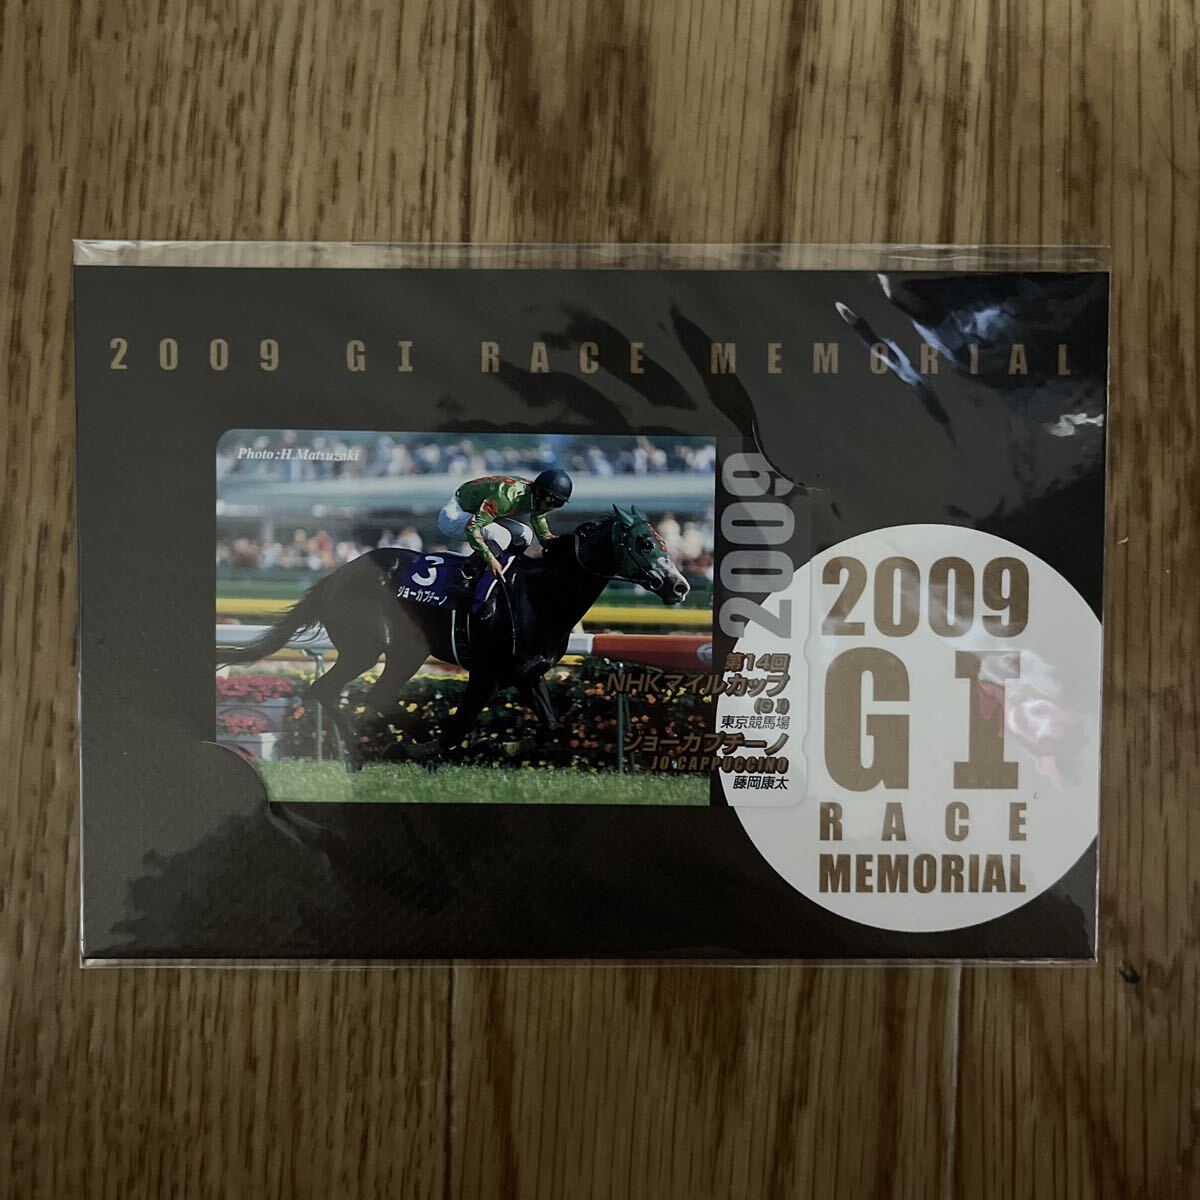 2009 GI RACE MEMORIAL
Photo:H.Matsuzaki
3
ジョーカプチーノ
2009
第14回
NHKマイルカップ
(GI)
東京競馬場
ジョーカプチーノ
JO CAPPUCCINO
藤岡康太
2009
GI
RACE
MEMORIAL